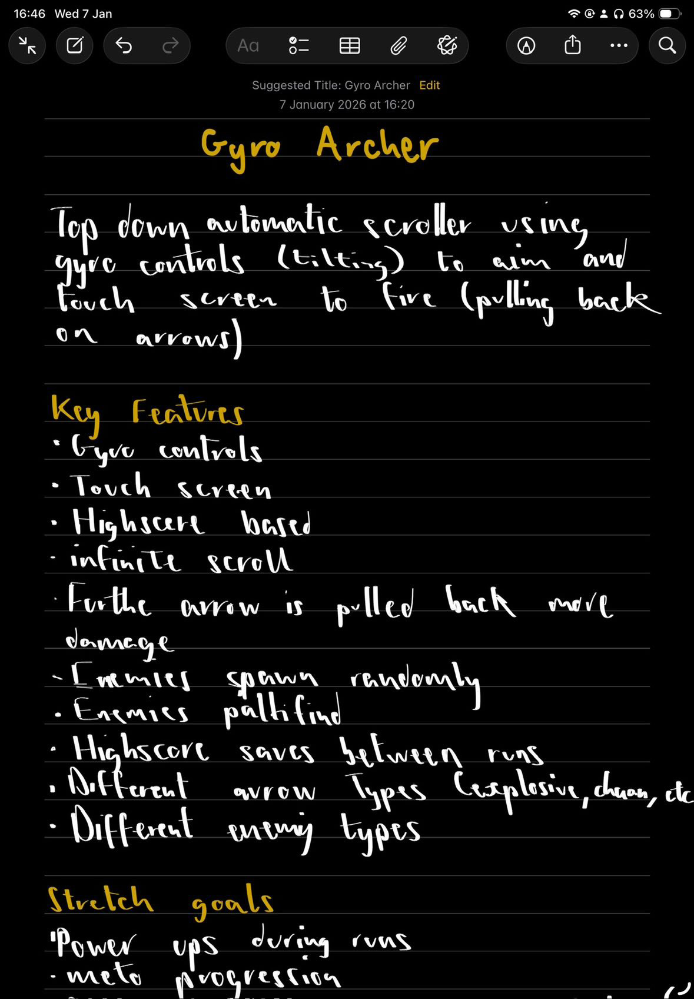 16:46 Wed 7 Jan
63%
Aa
Suggested Title: Gyro Archer Edit
7 January 2026 at 16:20
Gyro Archer
Top down automatic scroller using
gyro controls (tilting) to aim and
touch screen to fire (pulling back
on arrows)
Key Features
• Gyro controls
• Touch screen
• Highscore based
• infinite scroll
• Furthe arrow is pulled back more
damage
• Enemies spawn randomly
• Enemies pathfind
• Highscore saves between runs
• Different arrow Types (explosive, etc
• Different enemy types
Stretch goals
• Power ups during runs
• meta progression